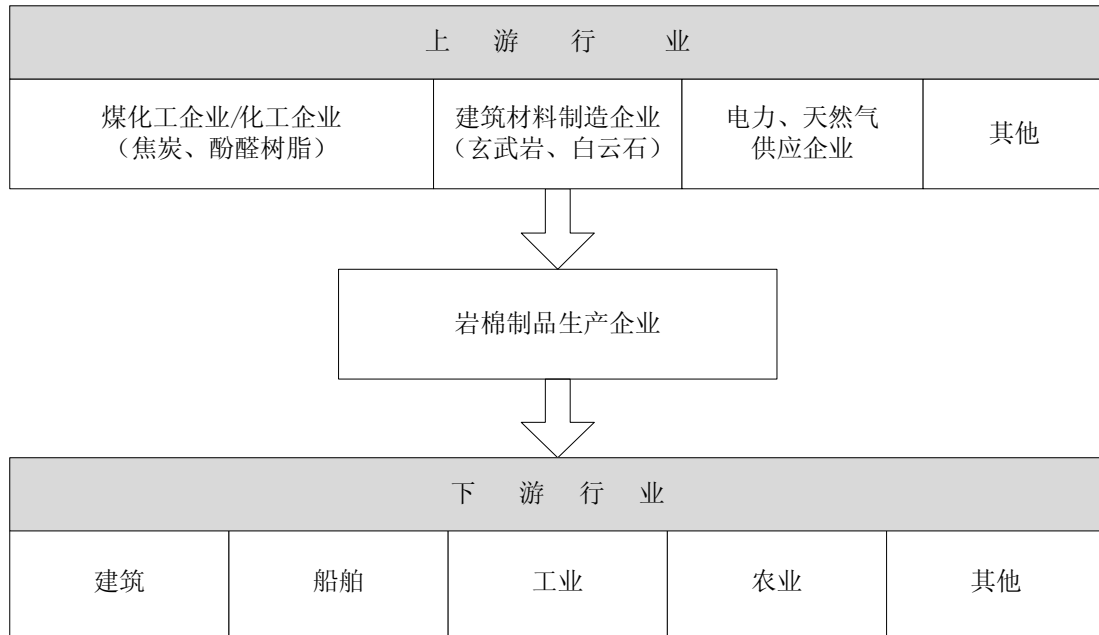 上 游 行 业
煤化工企业/化工企业
（焦炭、酚醛树脂）
建筑材料制造企业
（玄武岩、白云石）
电力、天然气
供应企业
其他
岩棉制品生产企业
下 游 行 业
建筑
船舶
工业
农业
其他